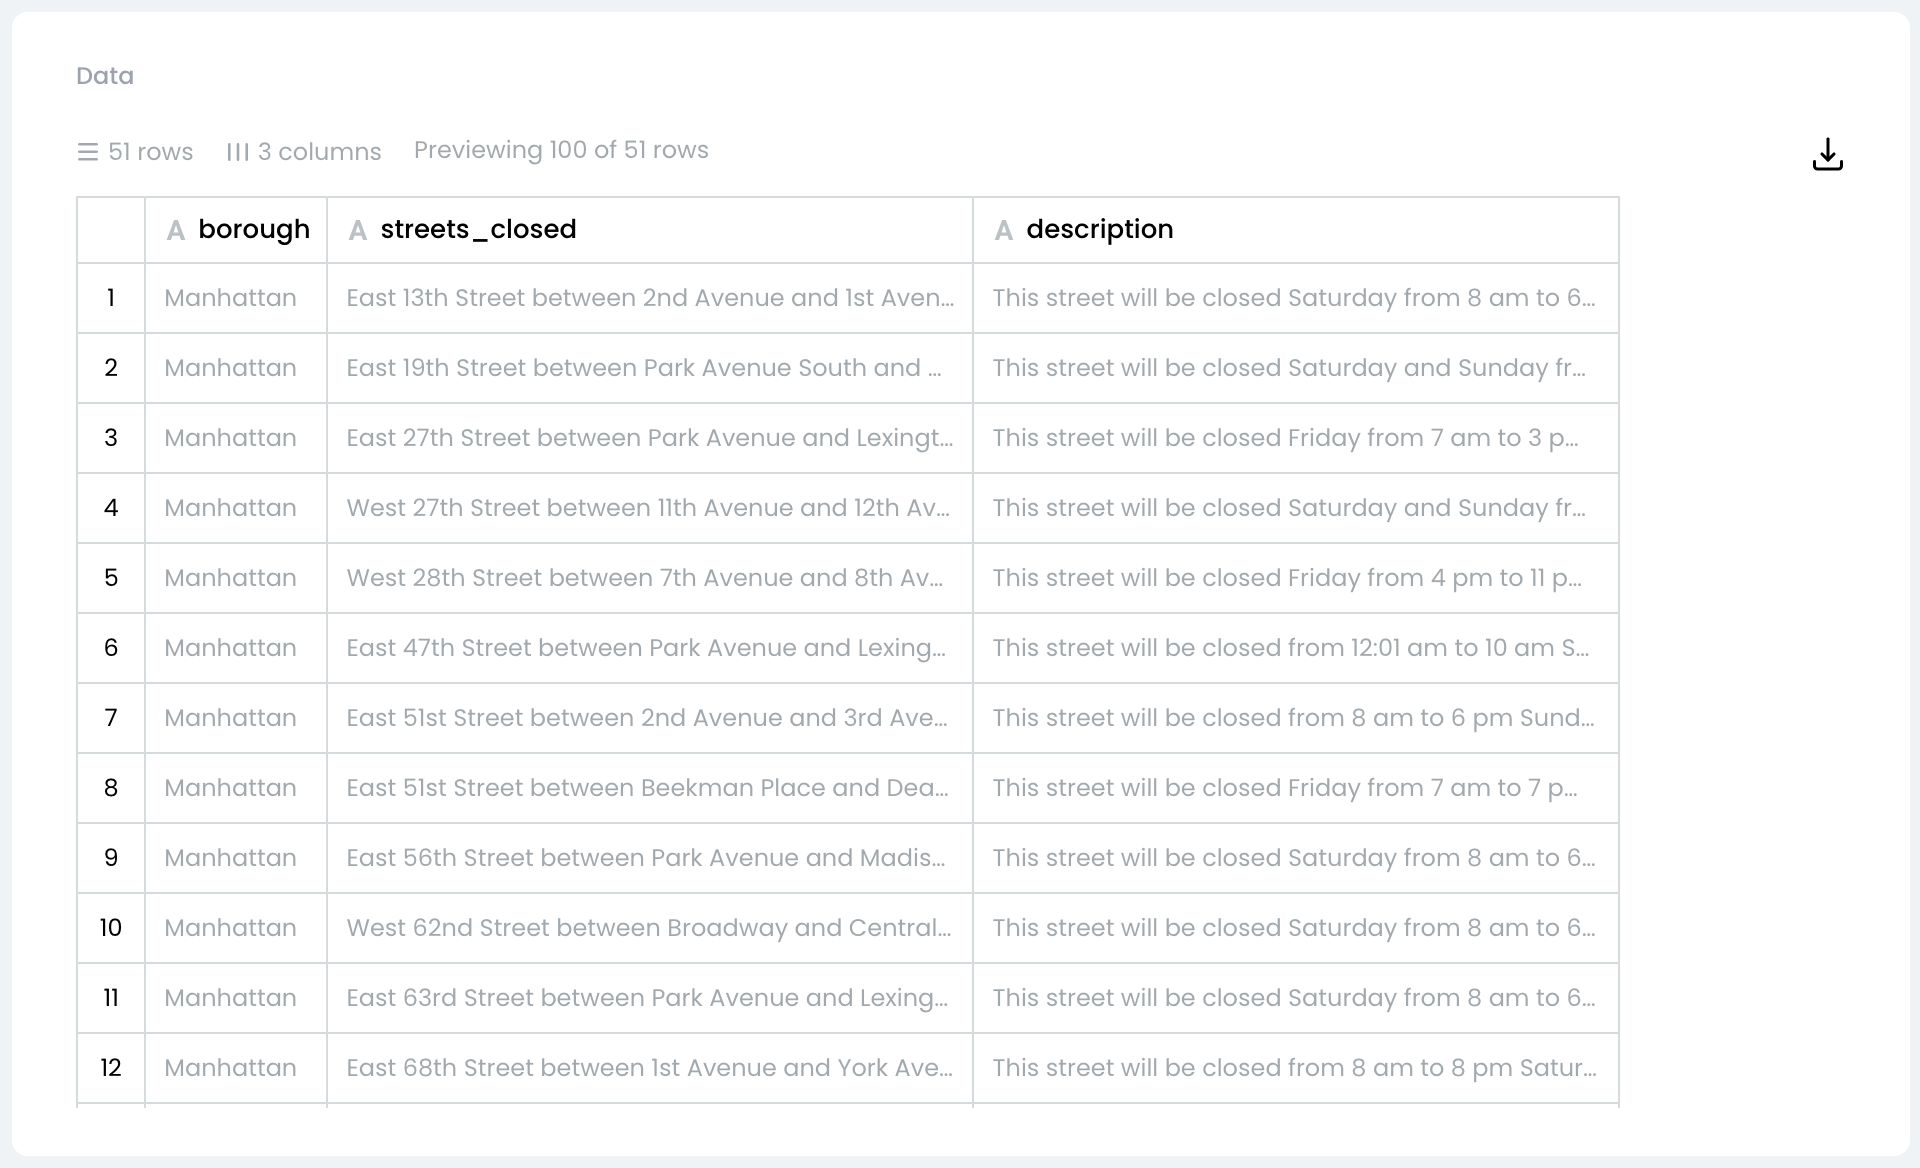 Data
51 rows 3 columns Previewing 100 of 51 rows
A borough A streets_closed A description
1 Manhattan East 13th Street between 2nd Avenue and 1st Aven... This street will be closed Saturday from 8 am to 6...
2 Manhattan East 19th Street between Park Avenue South and ... This street will be closed Saturday and Sunday fr...
3 Manhattan East 27th Street between Park Avenue and Lexingt... This street will be closed Friday from 7 am to 3 p...
4 Manhattan West 27th Street between 11th Avenue and 12th Av... This street will be closed Saturday and Sunday fr...
5 Manhattan West 28th Street between 7th Avenue and 8th Av... This street will be closed Friday from 4 pm to 11 p...
6 Manhattan East 47th Street between Park Avenue and Lexing... This street will be closed from 12:01 am to 10 am S...
7 Manhattan East 51st Street between 2nd Avenue and 3rd Ave... This street will be closed from 8 am to 6 pm Sund...
8 Manhattan East 51st Street between Beekman Place and Dea... This street will be closed Friday from 7 am to 7 p...
9 Manhattan East 56th Street between Park Avenue and Madis... This street will be closed Saturday from 8 am to 6...
10 Manhattan West 62nd Street between Broadway and Central... This street will be closed Saturday from 8 am to 6...
11 Manhattan East 63rd Street between Park Avenue and Lexing... This street will be closed Saturday from 8 am to 6...
12 Manhattan East 68th Street between 1st Avenue and York Ave... This street will be closed from 8 am to 8 pm Satur...